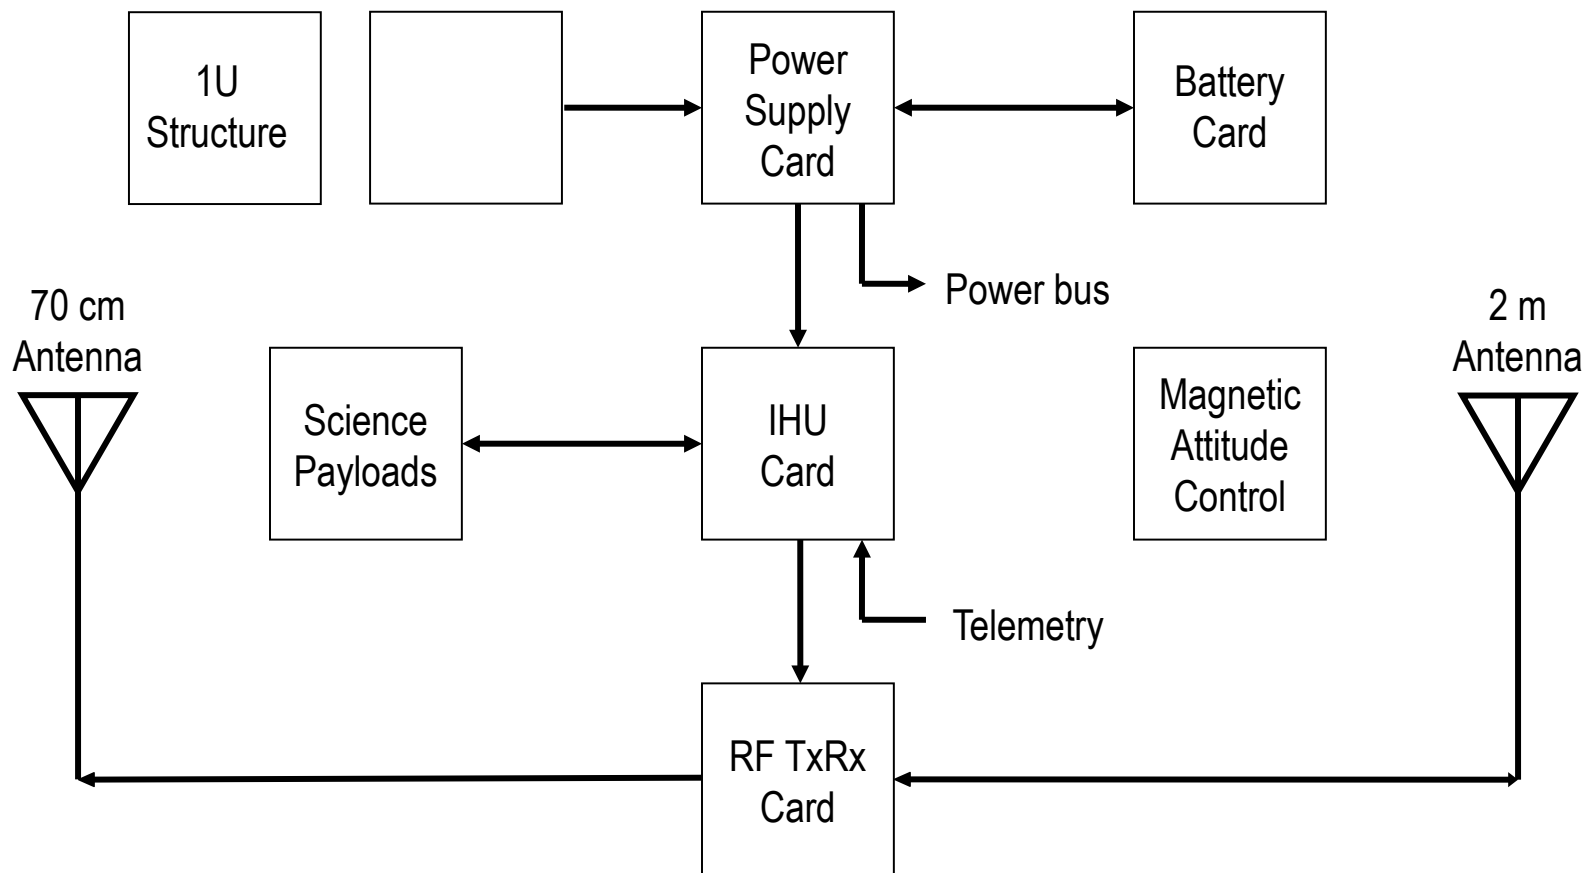 1U
Structure
Power
Supply
Card
Battery
Card
Power bus
70 cm
Antenna
2 m
Antenna
Science
Payloads
IHU
Card
Magnetic
Attitude
Control
Telemetry
RF TxRx
Card